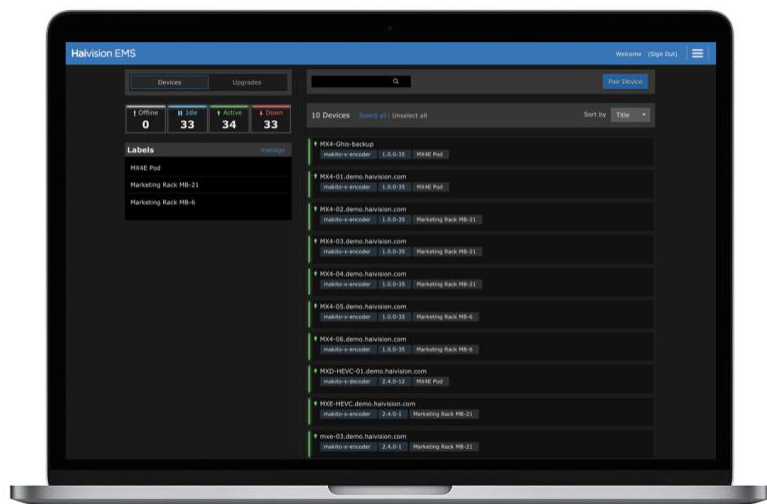 Haivision EMS
Welcome (Sign Out)
Devices Upgrades
Pair Device
Offline Idle Active Down
0 33 34 33
10 Devices Select all | Unselect all Sort by Title
Labels manage
MX4E Pod
Marketing Rack MB-21
Marketing Rack MB-6
MX4-Ghis-backup
makito-x-encoder 1.0.0-35 MX4E Pod
MX4-01.demo.haivision.com
makito-x-encoder 1.0.0-35 MX4E Pod
MX4-02.demo.haivision.com
makito-x-encoder 1.0.0-35 Marketing Rack MB-21
MX4-03.demo.haivision.com
makito-x-encoder 1.0.0-35 Marketing Rack MB-21
MX4-04.demo.haivision.com
makito-x-encoder 1.0.0-35 Marketing Rack MB-21
MX4-05.demo.haivision.com
makito-x-encoder 1.0.0-35 Marketing Rack MB-6
MX4-06.demo.haivision.com
makito-x-encoder 1.0.0-35 Marketing Rack MB-6
MXD-HEVC-01.demo.haivision.com
makito-x-decoder 2.4.0-12 MX4E Pod
MXE-HEVC.demo.haivision.com
makito-x-encoder 2.4.0-1 Marketing Rack MB-21
mxe-03.demo.haivision.com
makito-x-encoder 2.4.0-1 Marketing Rack MB-21